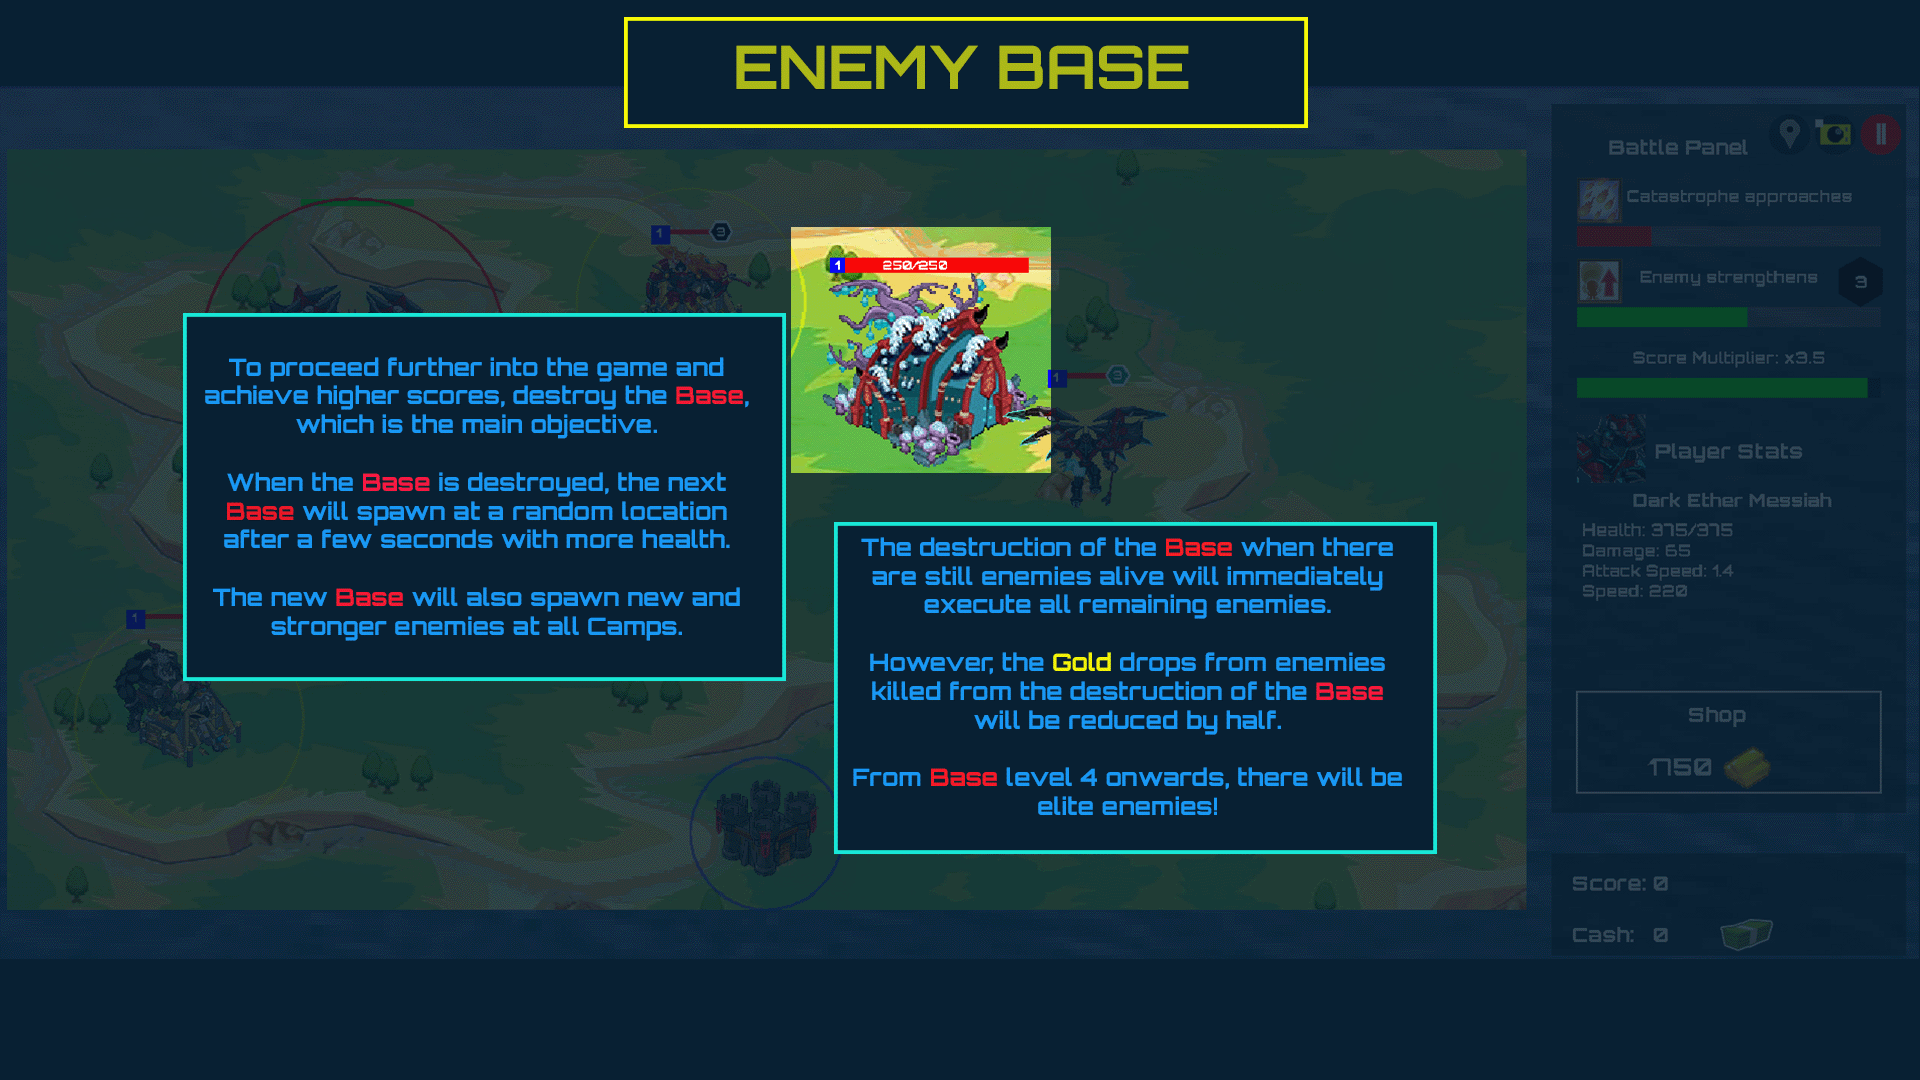 ENEMY BASE
Battle Panel
Catastrophe approaches
1
3
1
250/250
Enemy strengthens
3
Score Multiplier: x3.5
1
3
To proceed further into the game and
achieve higher scores, destroy the Base,
which is the main objective.
When the Base is destroyed, the next
Base will spawn at a random location
after a few seconds with more health.
The new Base will also spawn new and
stronger enemies at all Camps.
1
The destruction of the Base when there
are still enemies alive will immediately
execute all remaining enemies.
However, the Gold drops from enemies
killed from the destruction of the Base
will be reduced by half.
From Base level 4 onwards, there will be
elite enemies!
Player Stats
Dark Ether Messiah
Health: 375/375
Damage: 65
Attack Speed: 1.4
Speed: 220
Shop
1750
Score: 0
Cash: 0